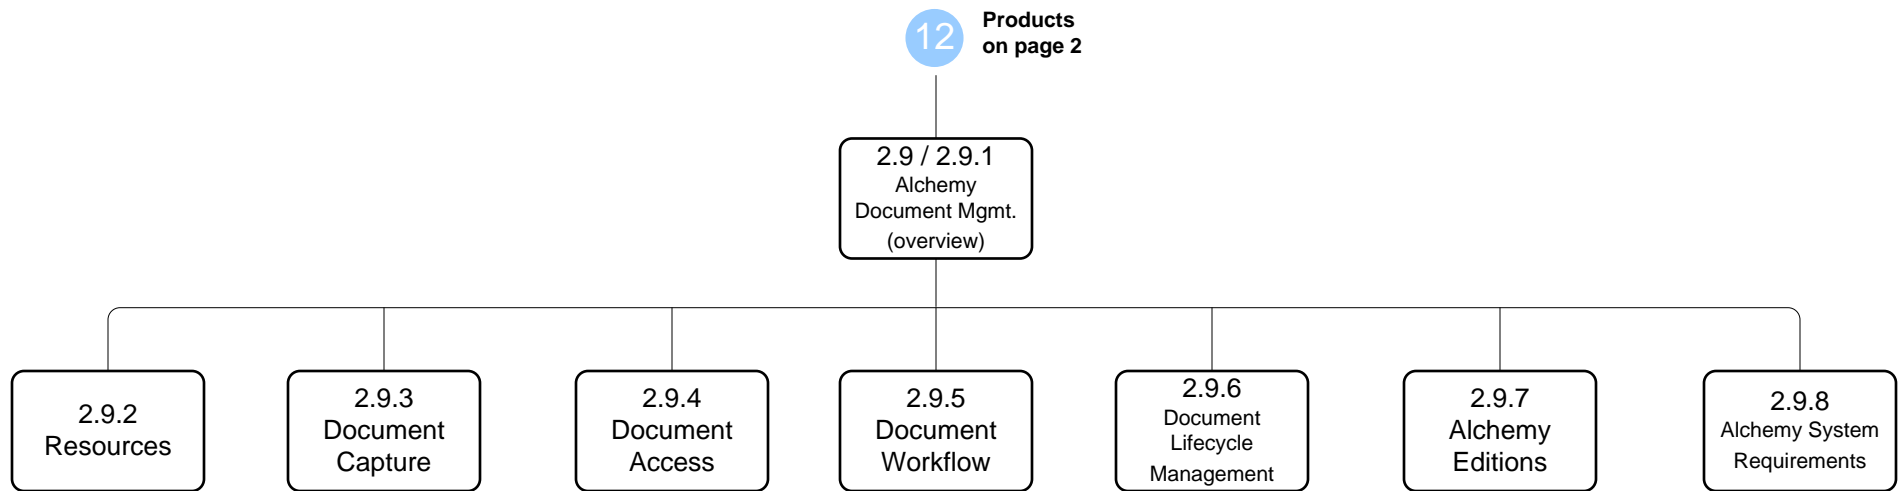 12
Products
on page 2
2.9 / 2.9.1
Alchemy
Document Mgmt.
(overview)
2.9.2
Resources
2.9.3
Document
Capture
2.9.4
Document
Access
2.9.5
Document
Workflow
2.9.6
Document
Lifecycle
Management
2.9.7
Alchemy
Editions
2.9.8
Alchemy System
Requirements